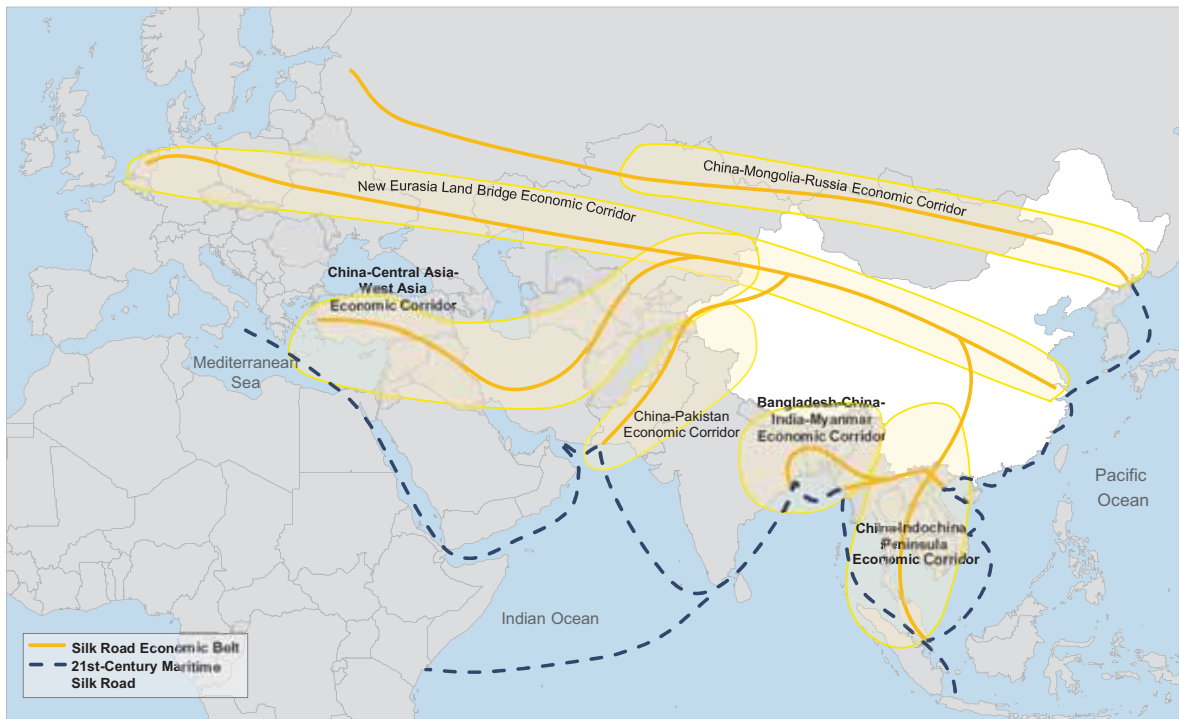 China-Mongolia-Russia Economic Corridor
New Eurasia Land Bridge Economic Corridor
China-Central Asia-
West Asia
Economic Corridor
Mediterranean
Sea
China-Pakistan
Economic Corridor
Bangladesh-China-
India-Myanmar
Economic Corridor
Pacific
Ocean
China-Indochina
Peninsula
Economic Corridor
Indian Ocean
Silk Road Economic Belt
21st-Century Maritime
Silk Road